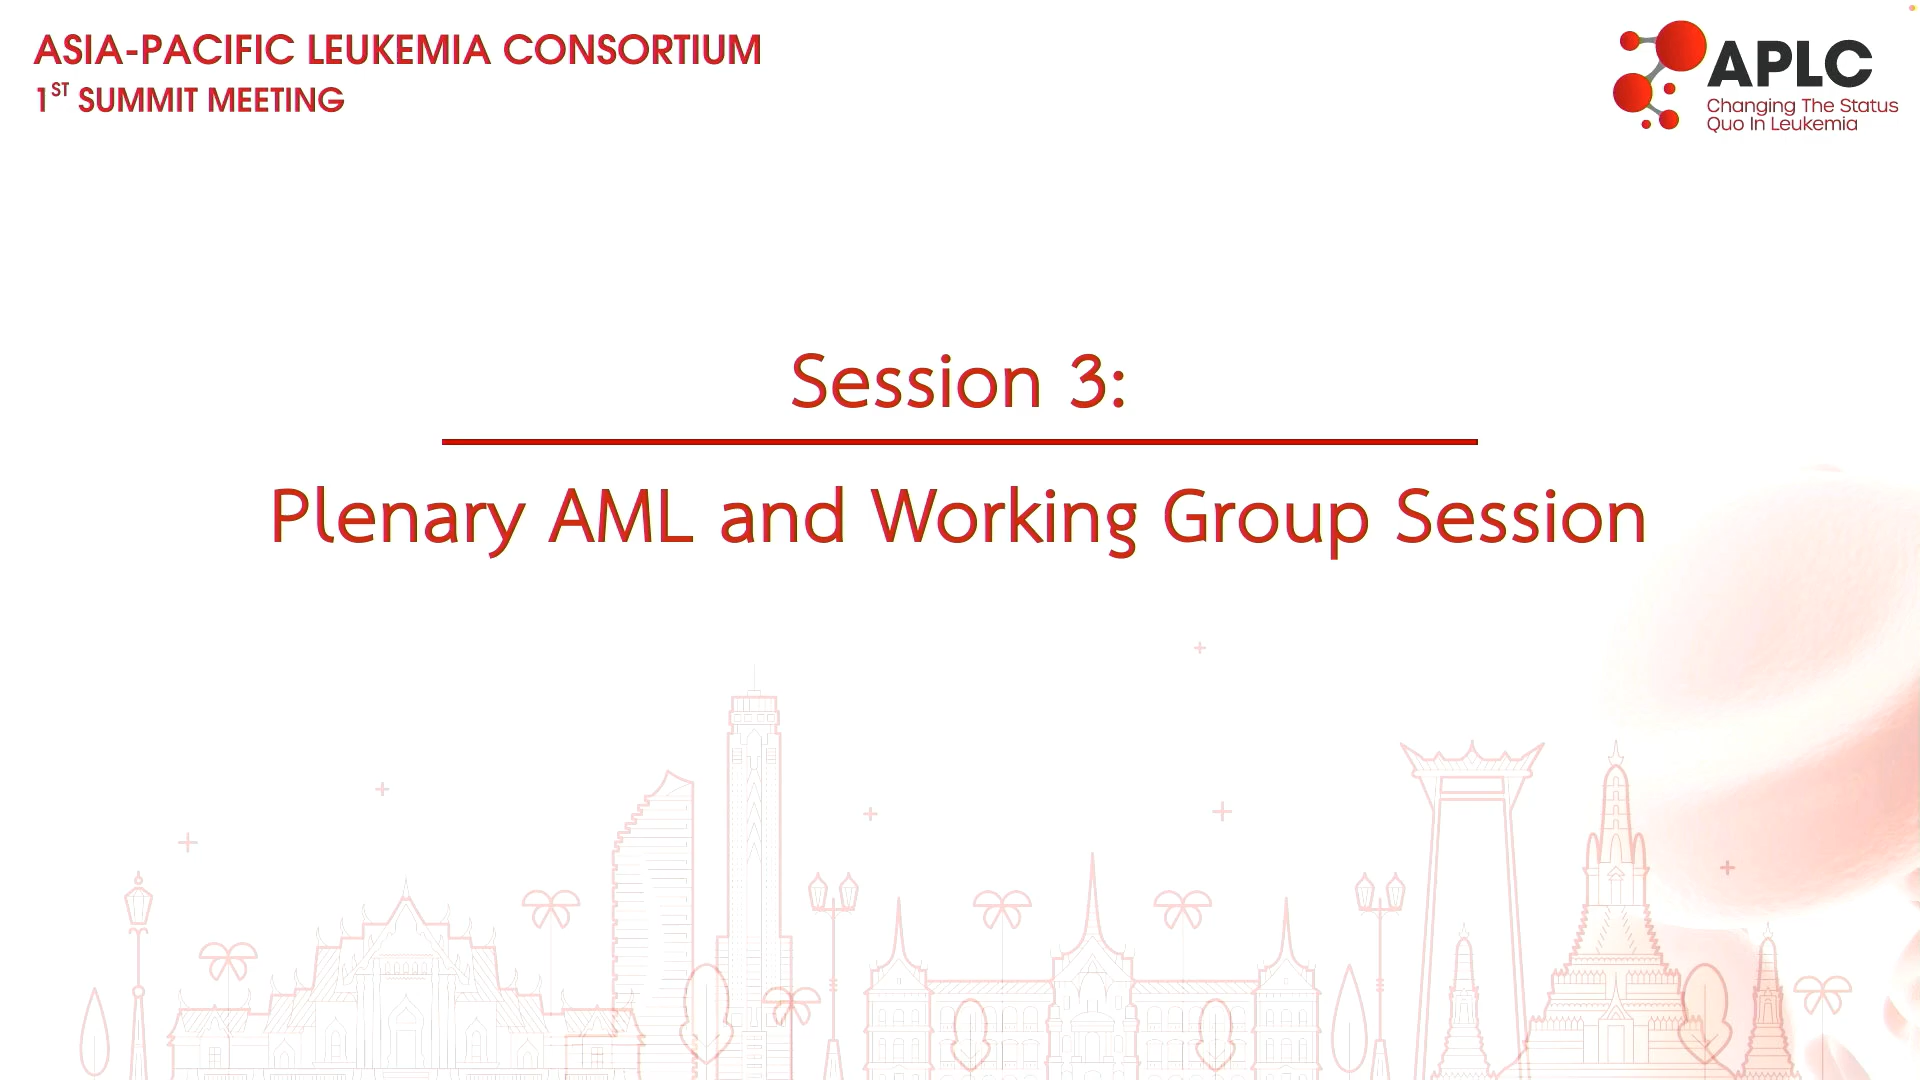 ASIA-PACIFIC LEUKEMIA CONSORTIUM
1ST SUMMIT MEETING
APLC
Changing The Status
Quo In Leukemia
Session 3:
Plenary AML and Working Group Session